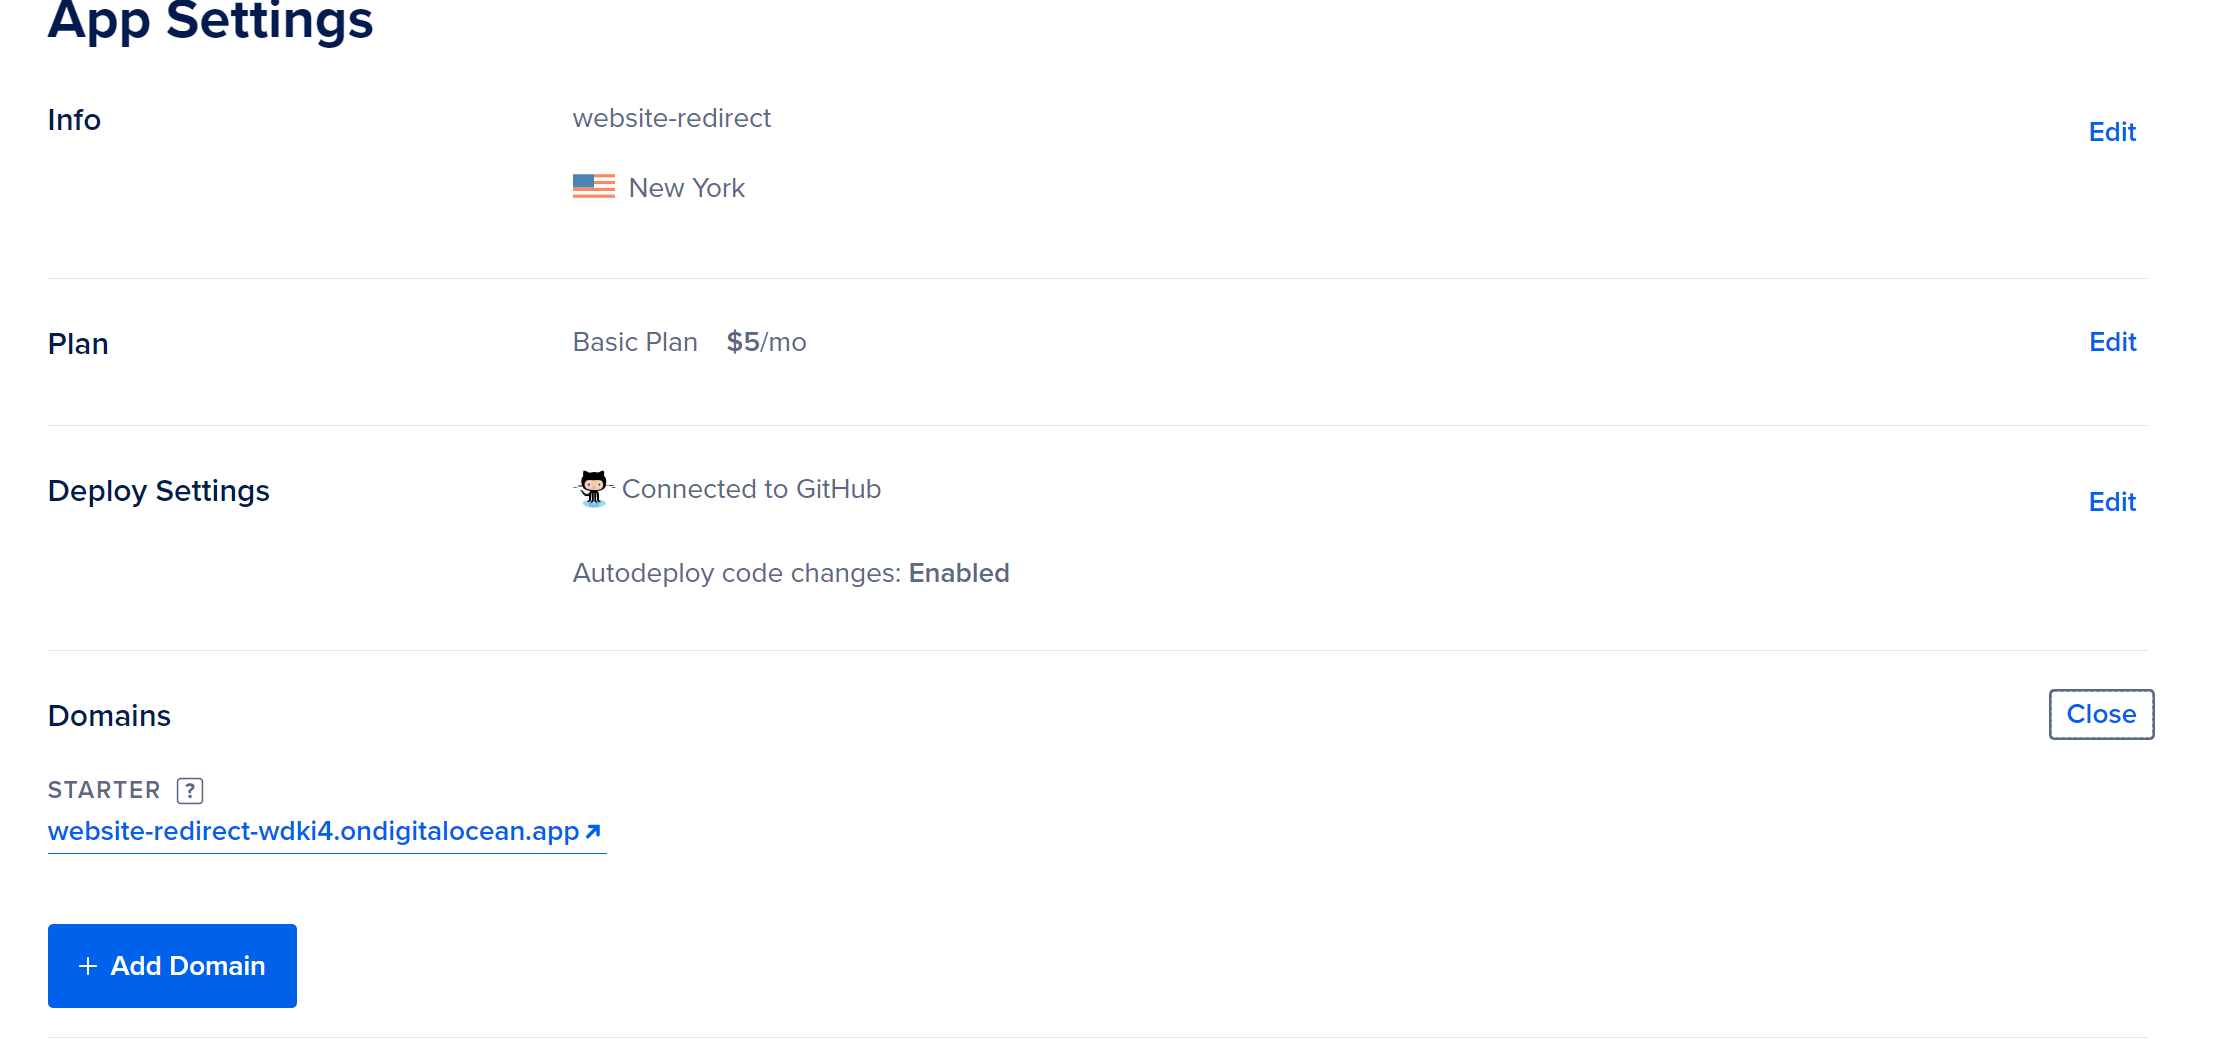 App Settings
Info
website-redirect
Edit
New York
Plan
Basic Plan $5/mo
Edit
Deploy Settings
Connected to GitHub
Edit
Autodeploy code changes: Enabled
Domains
Close
STARTER ?
website-redirect-wdki4.ondigitalocean.app
+ Add Domain